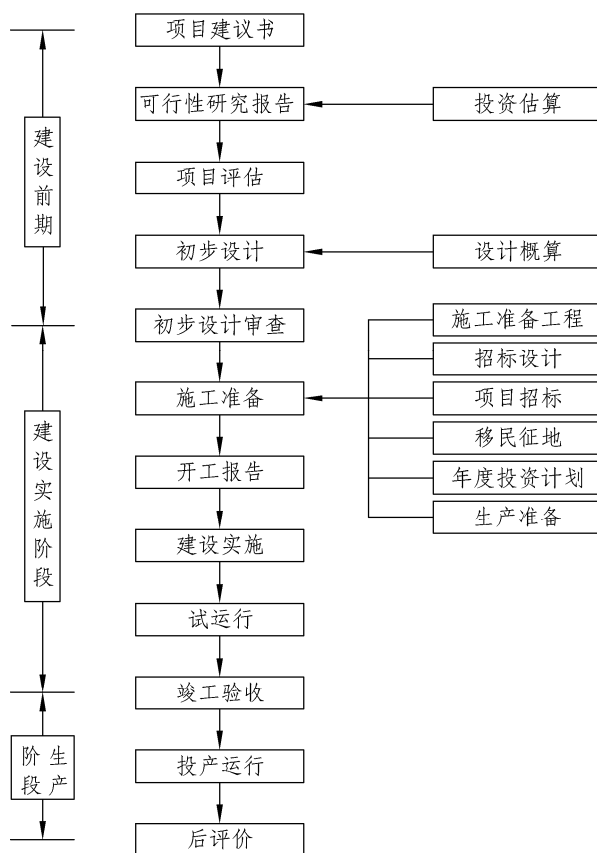 项目建议书
可行性研究报告
投资估算
建设前期
项目评估
初步设计
设计概算
初步设计审查
施工准备工程
招标设计
施工准备
项目招标
移民征地
年度投资计划
生产准备
建设实施阶段
开工报告
建设实施
试运行
竣工验收
生产阶段
投产运行
后评价